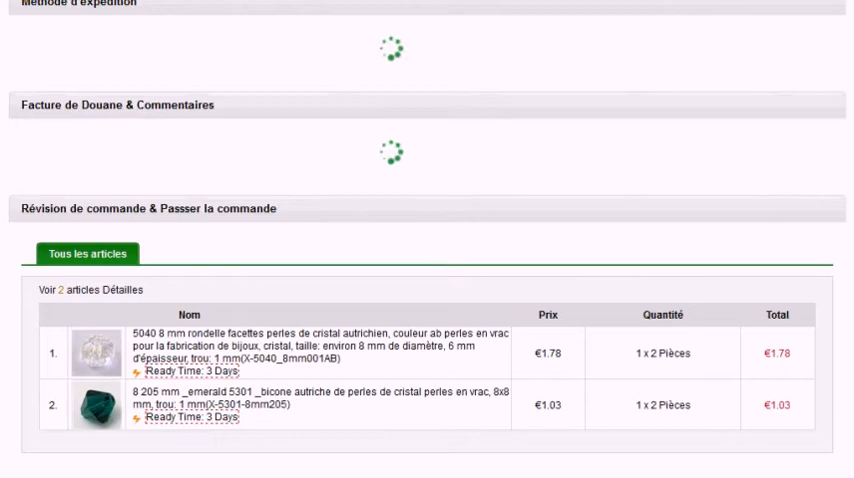 Méthode d'expédition
Facture de Douane & Commentaires
Révision de commande & Passser la commande
Tous les articles
Voir 2 articles Détailles
Nom Prix Quantité Total
1. 5040 8 mm rondelle facettes perles de cristal autrichien, couleur ab perles en vrac
pour la fabrication de bijoux, cristal, taille: environ 8 mm de diamètre, 6 mm
d'épaisseur, trou: 1 mm(X-5040_8mm001AB) €1.78 1 x 2 Pièces €1.78
Ready Time: 3 Days
2. 8 205 mm _emerald 5301 _bicone autriche de perles de cristal perles en vrac, 8x8
mm, trou: 1 mm(X-5301-8mm205) €1.03 1 x 2 Pièces €1.03
Ready Time: 3 Days